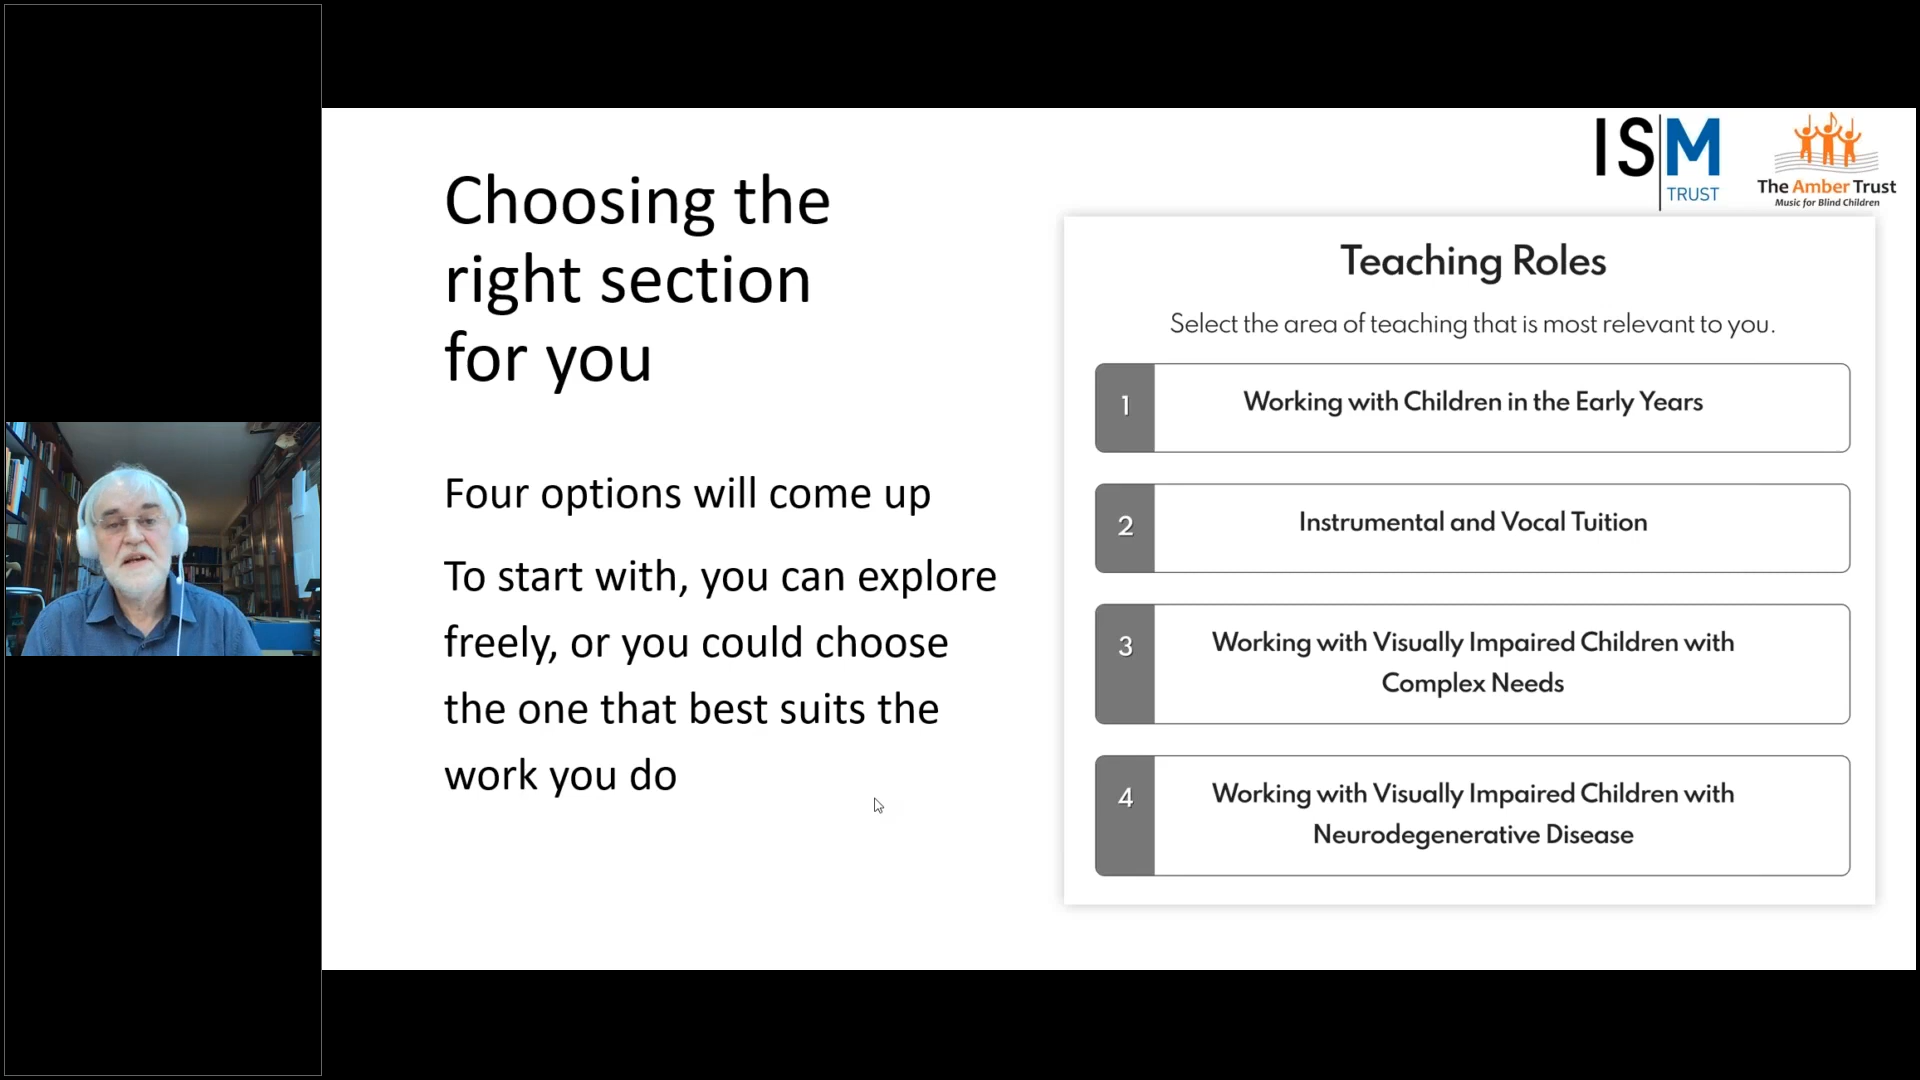 Choosing the
right section
for you
Four options will come up
To start with, you can explore
freely, or you could choose
the one that best suits the
work you do
ISM
TRUST
The Amber Trust
Music for Blind Children
Teaching Roles
Select the area of teaching that is most relevant to you.
1 Working with Children in the Early Years
2 Instrumental and Vocal Tuition
3 Working with Visually Impaired Children with
Complex Needs
4 Working with Visually Impaired Children with
Neurodegenerative Disease